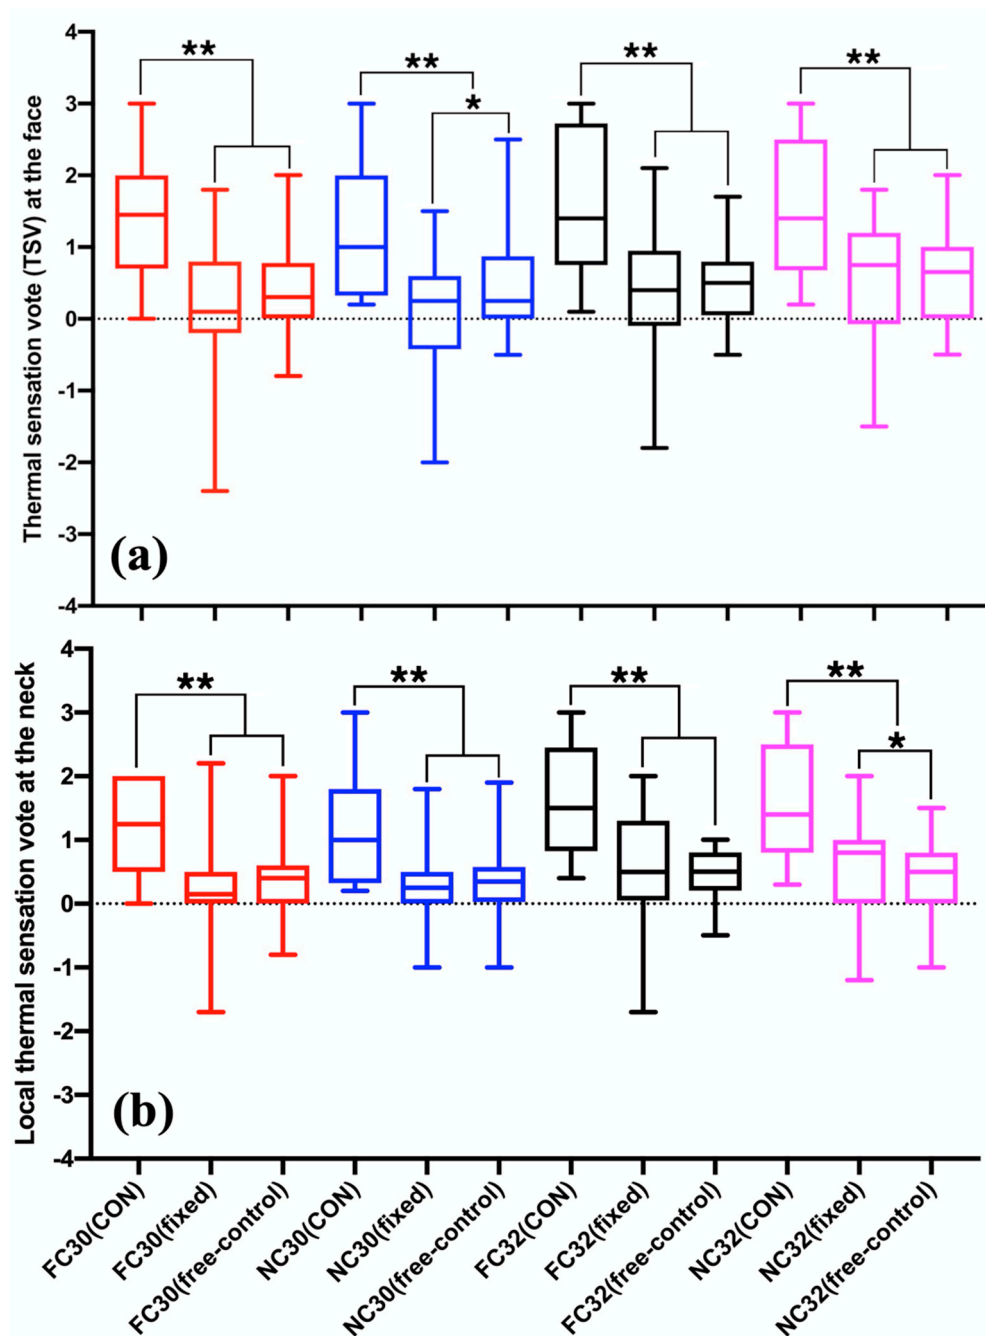 Thermal sensation vote (TSV) at the face
4
3
2
1
0
-1
-2
-3
-4
**
**
*
**
**
(a)
Local thermal sensation vote at the neck
4
3
2
1
0
-1
-2
-3
-4
**
**
**
**
*
(b)
FC30(CON)
FC30(fixed)
FC30(free-control)
NC30(CON)
NC30(fixed)
NC30(free-control)
FC32(CON)
FC32(fixed)
FC32(free-control)
NC32(CON)
NC32(fixed)
NC32(free-control)